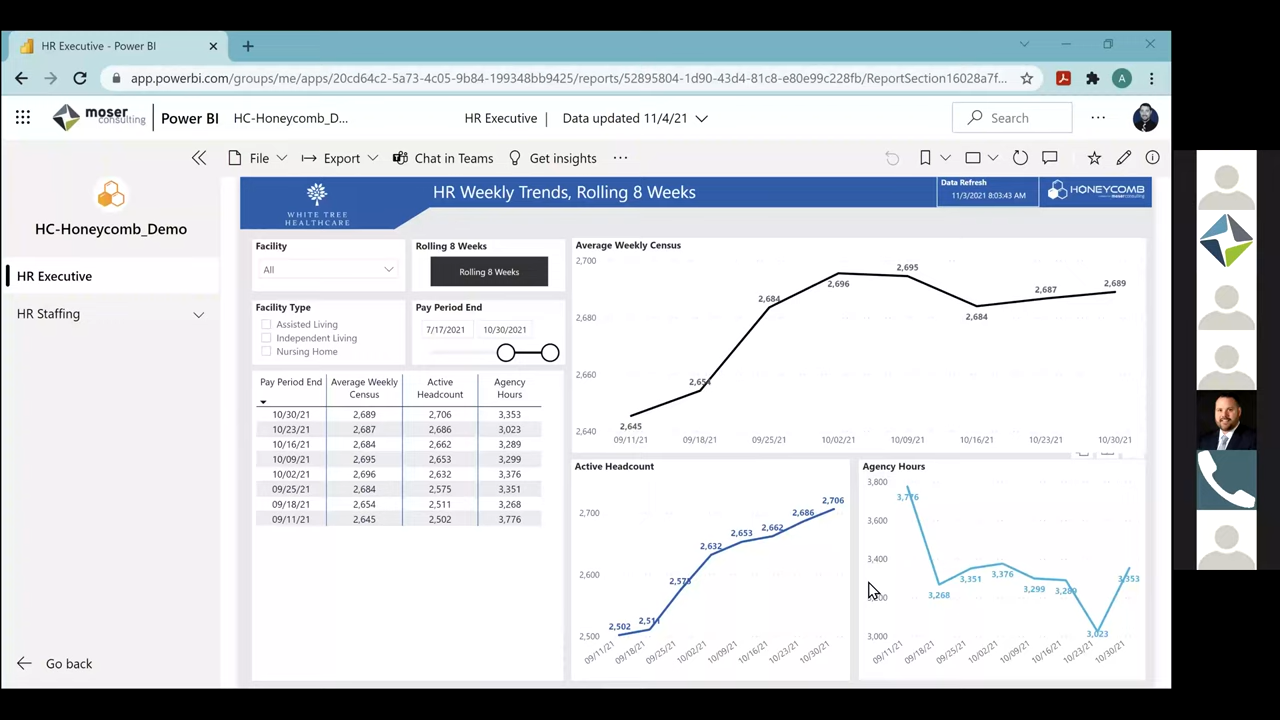 HR Executive - Power BI
app.powerbi.com/groups/me/apps/20cd64c2-5a73-4c05-9b84-199348bb9425/reports/52895804-1d90-43d4-81c8-e80e99c228fb/ReportSection16028a7f...
A
moser
consulting
Power BI
HC-Honeycomb_D...
HR Executive | Data updated 11/4/21
Search
File
Export
Chat in Teams
Get insights
HC-Honeycomb_Demo
HR Executive
HR Staffing
Go back
WHITE TREE
HEALTHCARE
HR Weekly Trends, Rolling 8 Weeks
Data Refresh
11/3/2021 8:03:43 AM
HONEYCOMB
Facility
All
Rolling 8 Weeks
Rolling 8 Weeks
Facility Type
Assisted Living
Independent Living
Nursing Home
Pay Period End
7/17/2021 10/30/2021
Pay Period End Average Weekly Census Active Headcount Agency Hours
10/30/21 2,689 2,706 3,353
10/23/21 2,687 2,686 3,023
10/16/21 2,684 2,662 3,289
10/09/21 2,695 2,653 3,299
10/02/21 2,696 2,632 3,376
09/25/21 2,684 2,575 3,351
09/18/21 2,654 2,511 3,268
09/11/21 2,645 2,502 3,776
Average Weekly Census
2,700
2,680
2,660
2,640
2,645 2,654 2,684 2,696 2,695 2,684 2,687 2,689
09/11/21 09/18/21 09/25/21 10/02/21 10/09/21 10/16/21 10/23/21 10/30/21
Active Headcount
2,700
2,600
2,500
2,502 2,511 2,575 2,632 2,653 2,662 2,686 2,706
09/11/21 09/18/21 09/25/21 10/02/21 10/09/21 10/16/21 10/23/21 10/30/21
Agency Hours
3,800
3,600
3,400
3,200
3,000
3,776 3,268 3,351 3,376 3,299 3,289 3,023 3,353
09/11/21 09/18/21 09/25/21 10/02/21 10/09/21 10/16/21 10/23/21 10/30/21